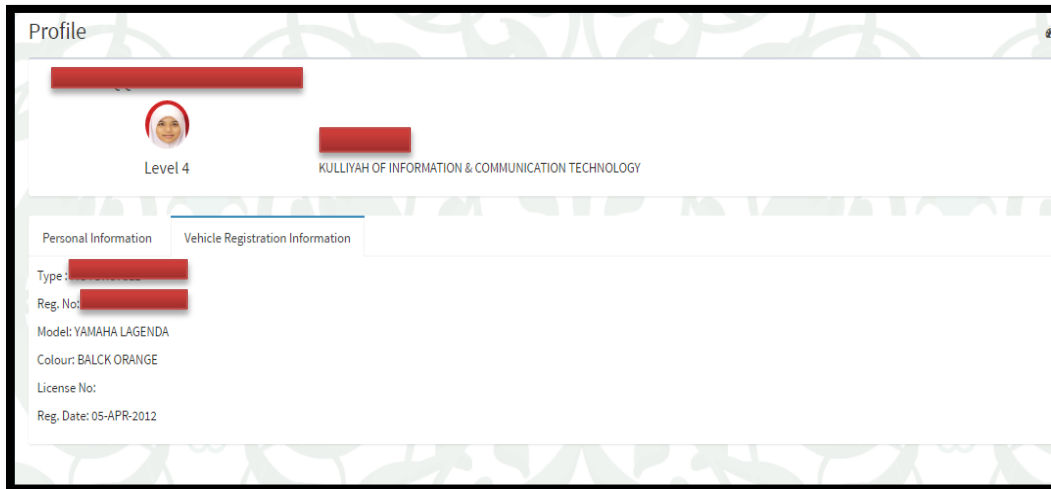 Profile
Level 4
KULLIYAH OF INFORMATION & COMMUNICATION TECHNOLOGY
Personal Information
Vehicle Registration Information
Type :
Reg. No:
Model: YAMAHA LAGENDA
Colour: BALCK ORANGE
License No:
Reg. Date: 05-APR-2012